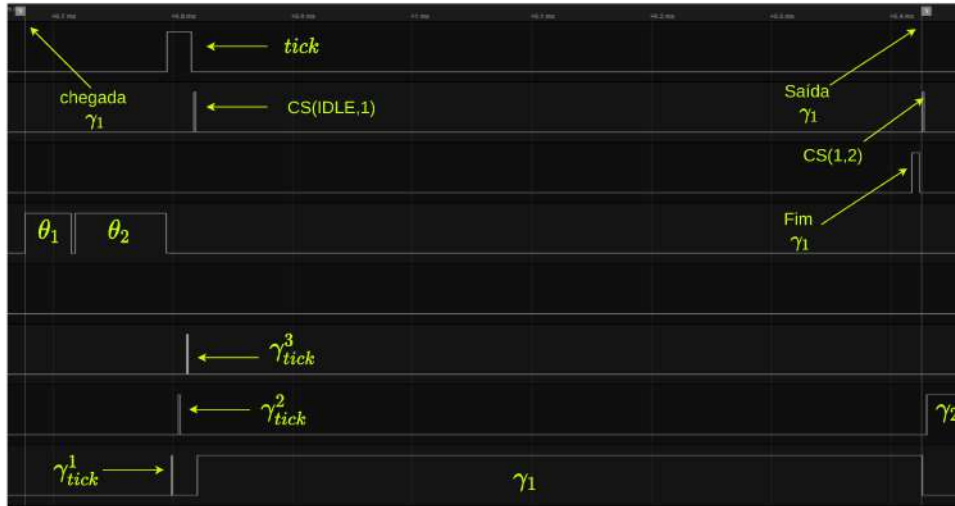 tick
chegada
γ₁
CS(IDLE,1)
Saída
γ₁
CS(1,2)
θ₁
θ₂
Fim
γ₁
γ³tick
γ²tick
γ₂
γ¹tick
γ₁